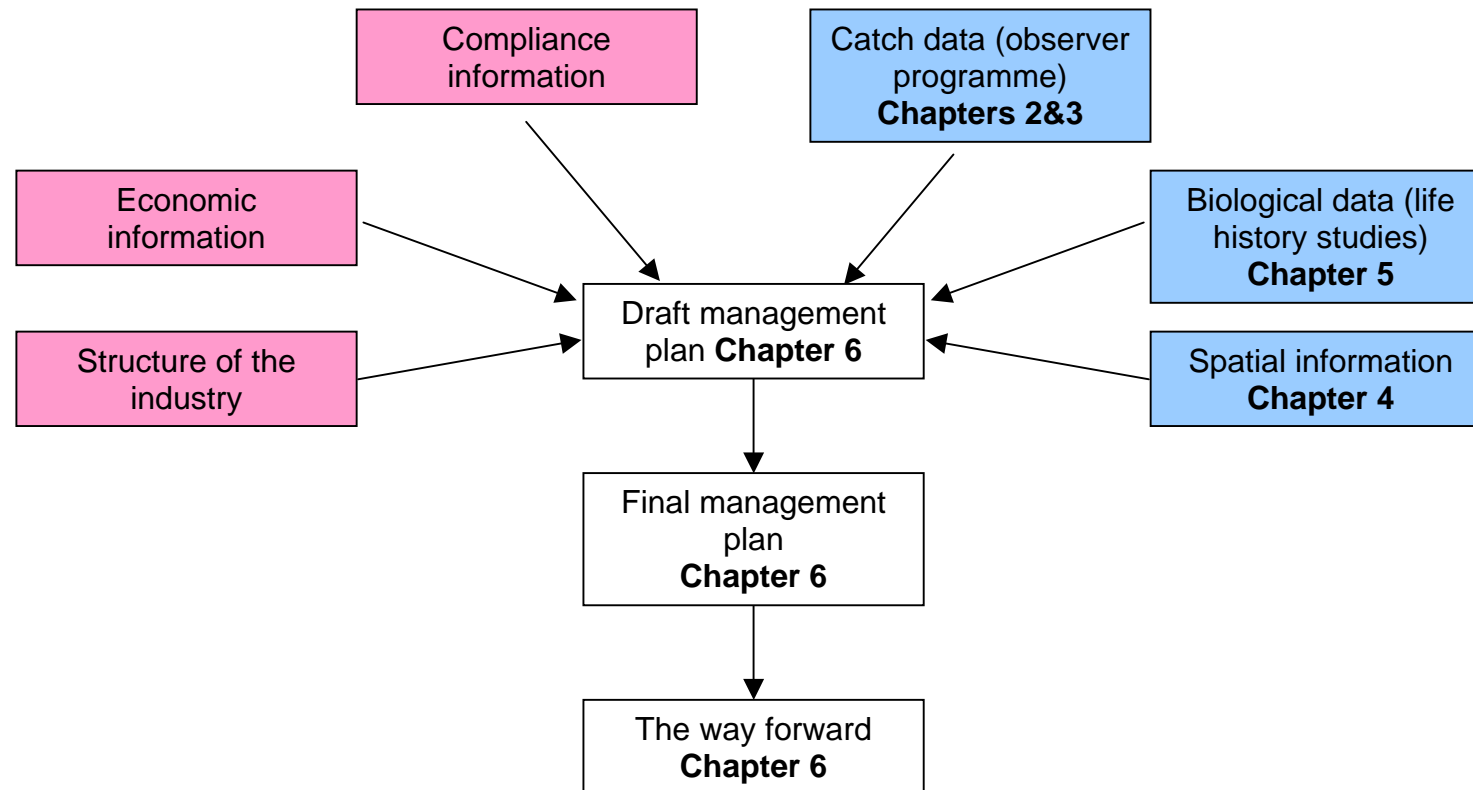 Compliance
information
Catch data (observer
programme)
Chapters 2&3
Economic
information
Biological data (life
history studies)
Chapter 5
Draft management
plan Chapter 6
Structure of the
industry
Spatial information
Chapter 4
Final management
plan
Chapter 6
The way forward
Chapter 6